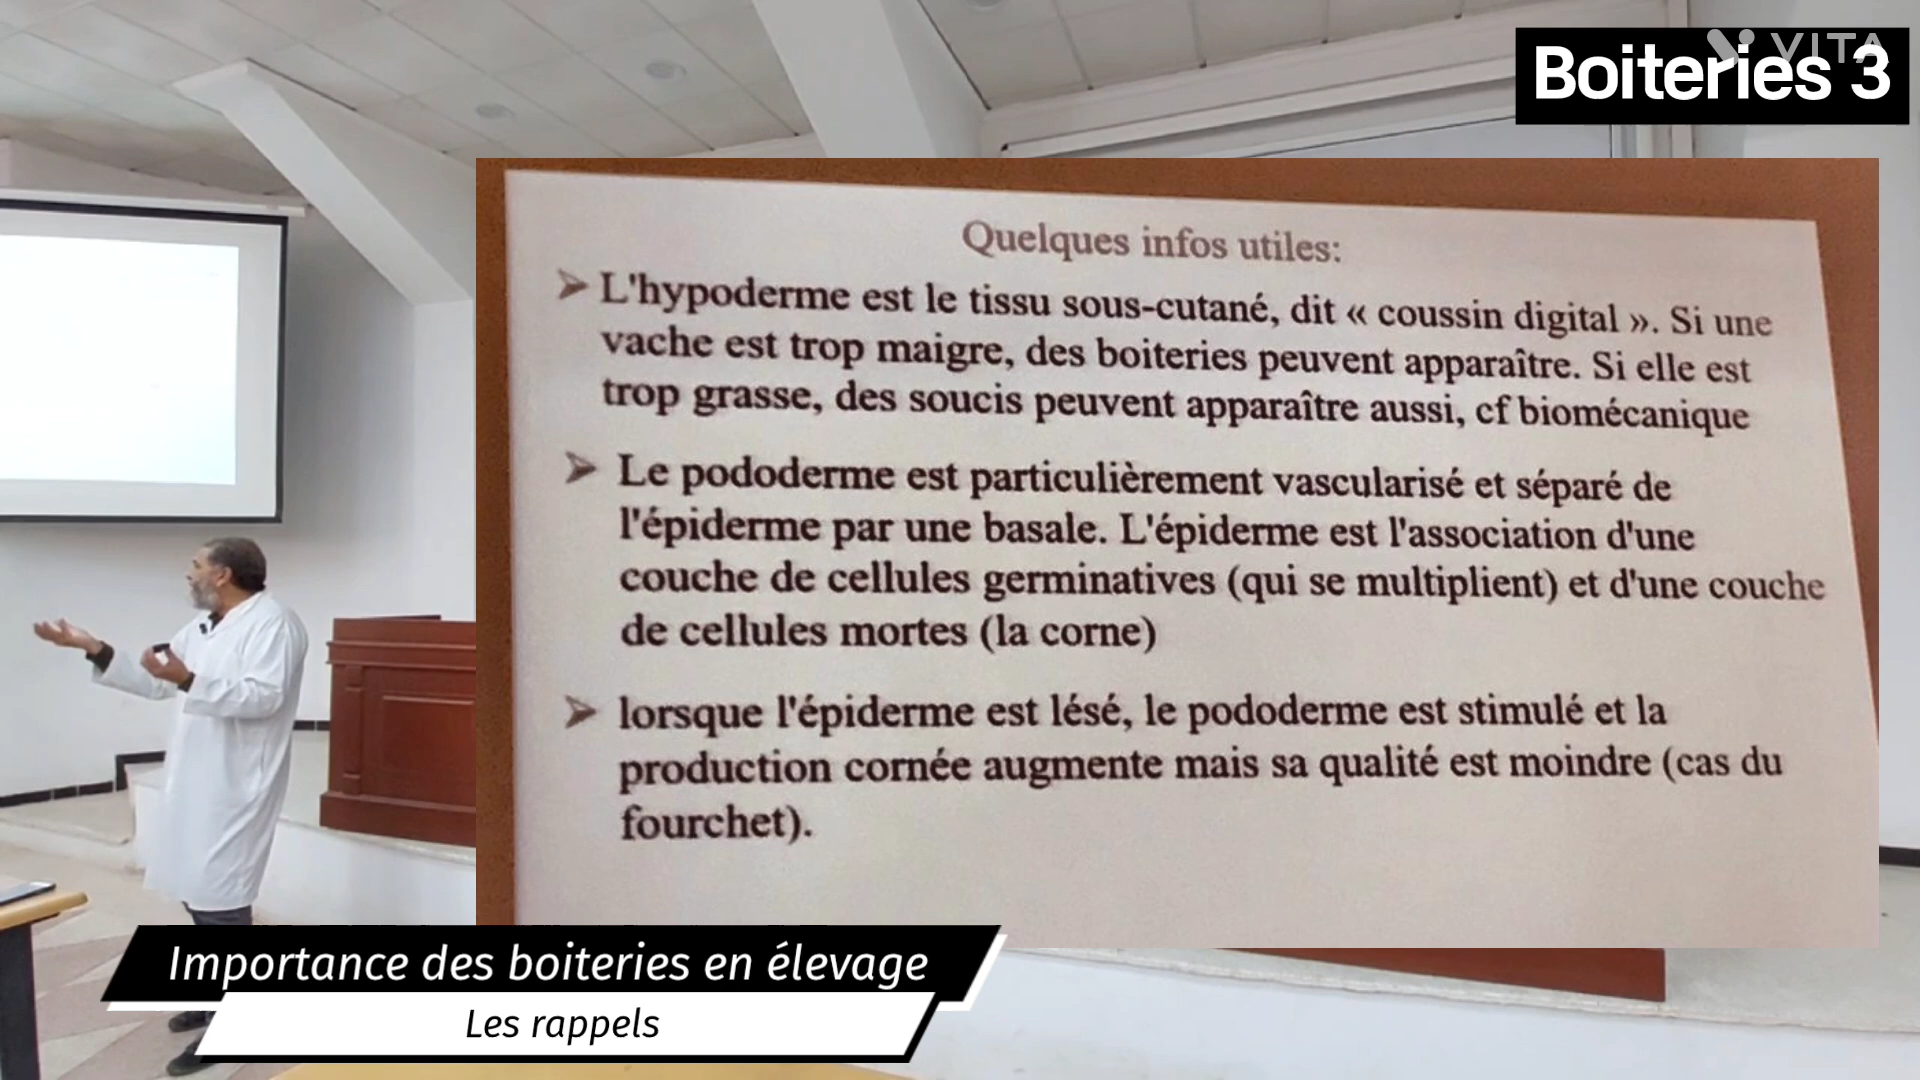 VITA
Boiteries 3
Quelques infos utiles:
➢ L'hypoderme est le tissu sous-cutané, dit « coussin digital ». Si une
vache est trop maigre, des boiteries peuvent apparaître. Si elle est
trop grasse, des soucis peuvent apparaître aussi, cf biomécanique
➢ Le pododerme est particulièrement vascularisé et séparé de
l'épiderme par une basale. L'épiderme est l'association d'une
couche de cellules germinatives (qui se multiplient) et d'une couche
de cellules mortes (la corne)
➢ lorsque l'épiderme est lésé, le pododerme est stimulé et la
production cornée augmente mais sa qualité est moindre (cas du
fourchet).
Importance des boiteries en élevage
Les rappels